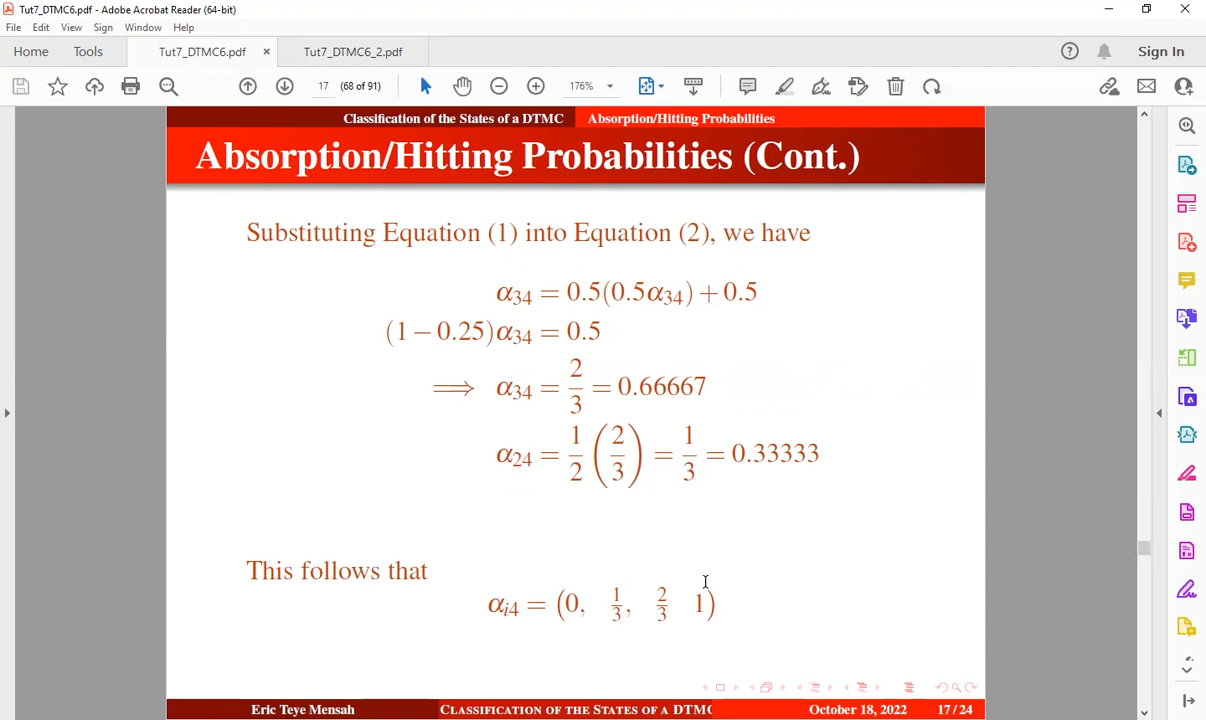 Tut7_DTMC6.pdf - Adobe Acrobat Reader (64-bit)
File Edit View Sign Window Help
Home Tools Tut7_DTMC6.pdf × Tut7_DTMC6_2.pdf Sign In
17 (68 of 91) 176%
Classification of the States of a DTMC Absorption/Hitting Probabilities
Absorption/Hitting Probabilities (Cont.)
Substituting Equation (1) into Equation (2), we have
α₃₄ = 0.5(0.5α₃₄) + 0.5
(1 − 0.25)α₃₄ = 0.5
⟹ α₃₄ = 2/3 = 0.66667
α₂₄ = 1/2 (2/3) = 1/3 = 0.33333
This follows that
αᵢ₄ = (0, 1/3, 2/3 1)
Eric Teye Mensah CLASSIFICATION OF THE STATES OF A DTMC October 18, 2022 17 / 24